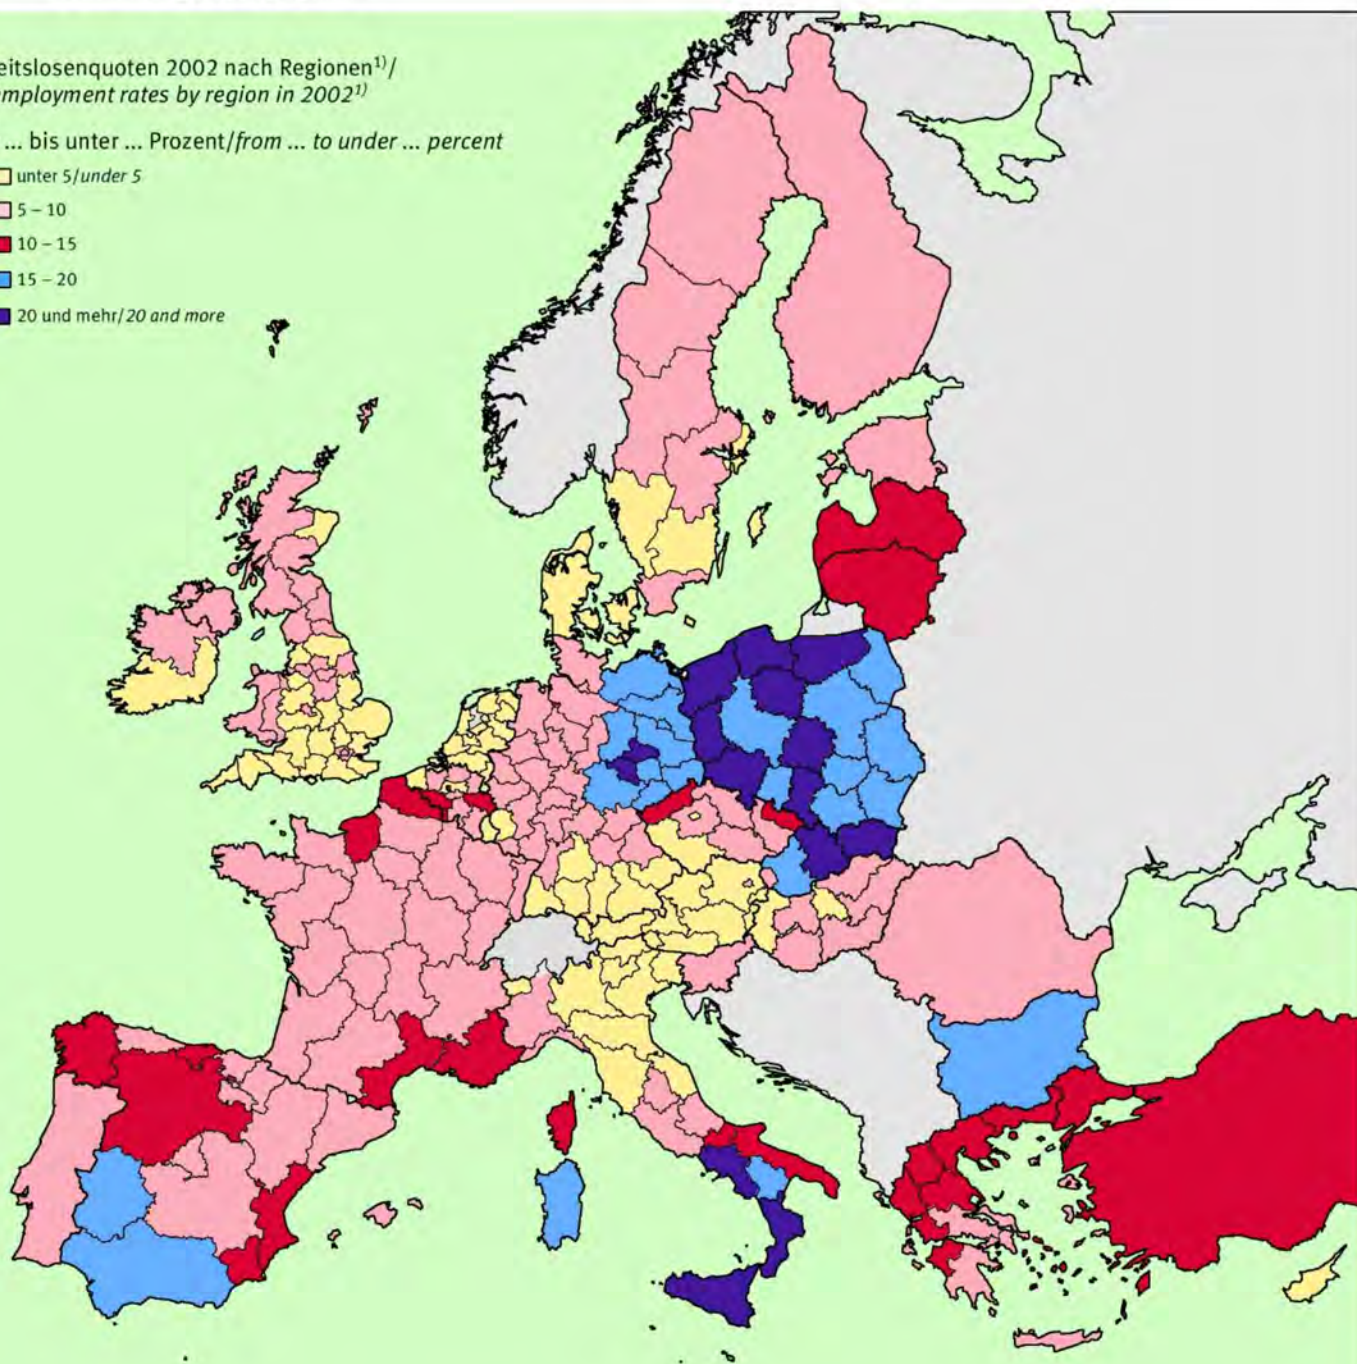 eitslosenquoten 2002 nach Regionen¹⁾/
employment rates by region in 2002¹⁾
... bis unter ... Prozent/from ... to under ... percent
unter 5/under 5
5 – 10
10 – 15
15 – 20
20 und mehr/20 and more